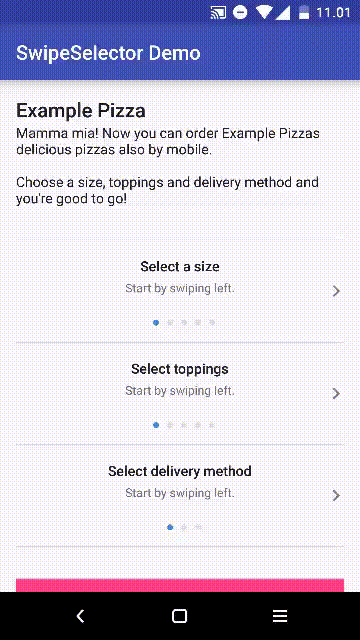 11.01
SwipeSelector Demo
Example Pizza
Mamma mia! Now you can order Example Pizzas
delicious pizzas also by mobile.
Choose a size, toppings and delivery method and
you're good to go!
Select a size
Start by swiping left.
Select toppings
Start by swiping left.
Select delivery method
Start by swiping left.